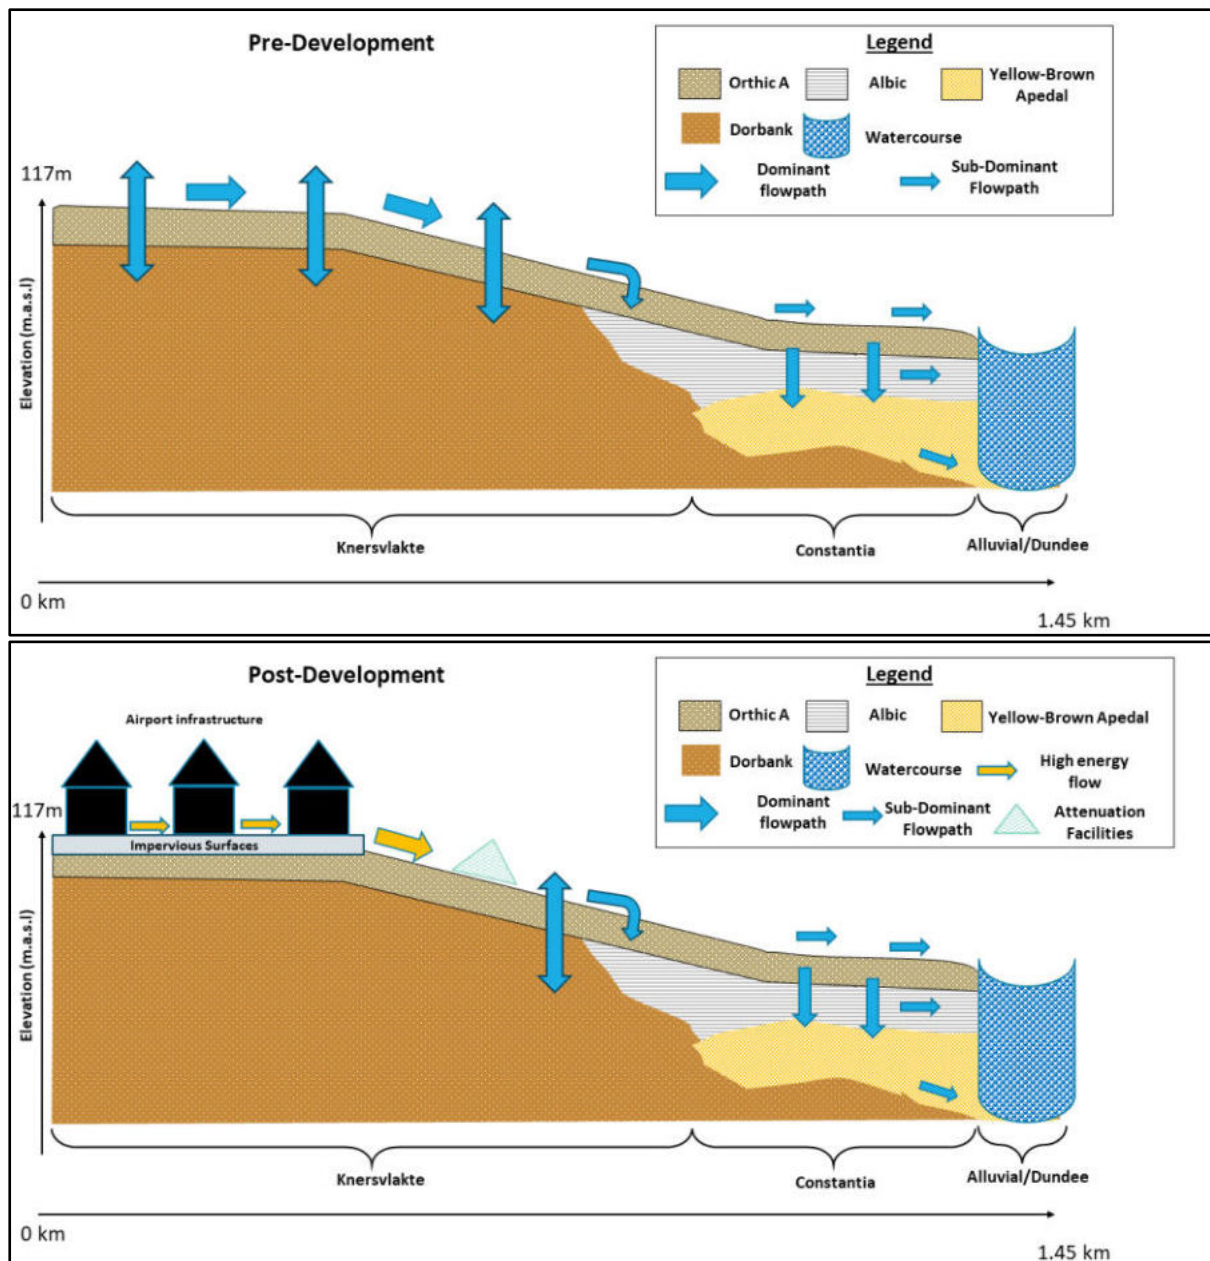 Pre-Development
Legend
Orthic A
Albic
Yellow-Brown
Apedal
Dorbank
Watercourse
Dominant
flowpath
Sub-Dominant
Flowpath
117m
Elevation (m.a.s.l)
Knersvlakte
Constantia
Alluvial/Dundee
0 km
1.45 km
Post-Development
Legend
Orthic A
Albic
Yellow-Brown Apedal
Dorbank
Watercourse
High energy
flow
Dominant
flowpath
Sub-Dominant
Flowpath
Attenuation
Facilities
Airport infrastructure
117m
Impervious Surfaces
Elevation (m.a.s.l)
Knersvlakte
Constantia
Alluvial/Dundee
0 km
1.45 km